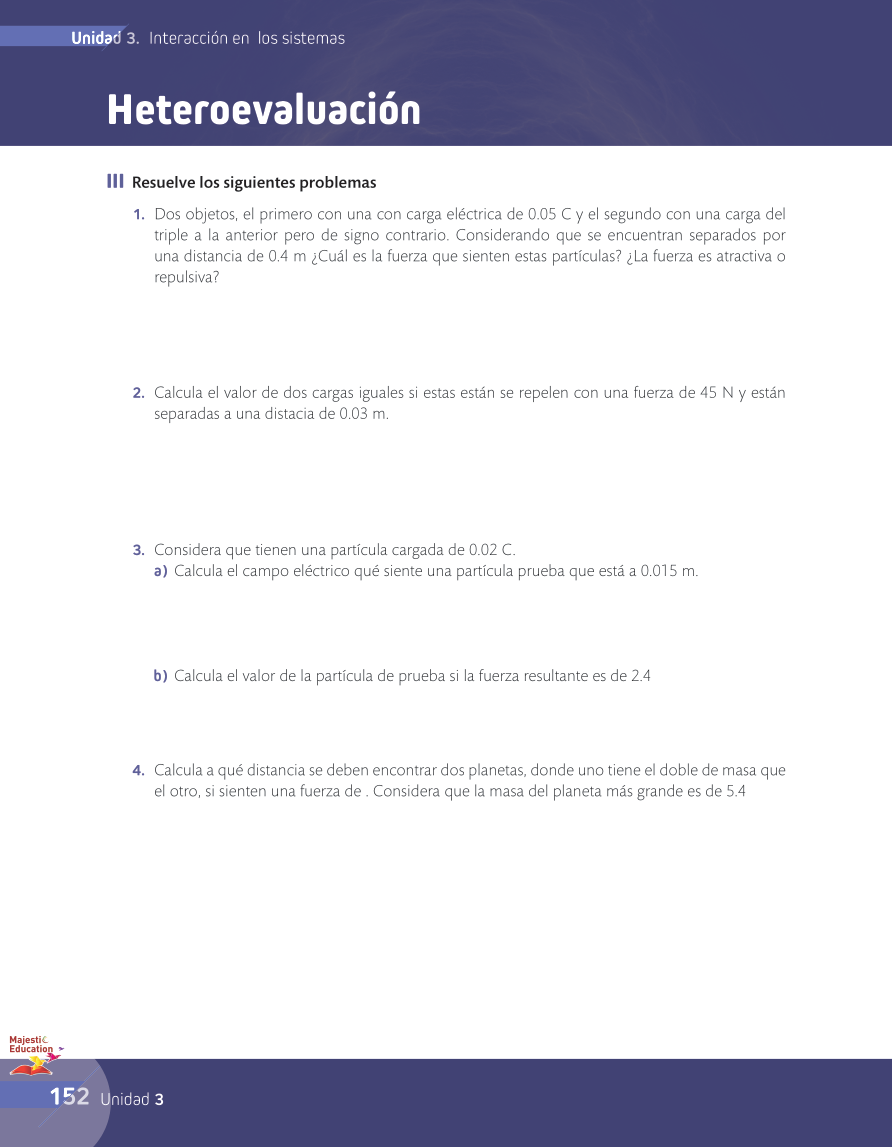 Unidad 3. Interacción en los sistemas
Heteroevaluación
III Resuelve los siguientes problemas
1. Dos objetos, el primero con una con carga eléctrica de 0.05 C y el segundo con una carga del
triple a la anterior pero de signo contrario. Considerando que se encuentran separados por
una distancia de 0.4 m ¿Cuál es la fuerza que sienten estas partículas? ¿La fuerza es atractiva o
repulsiva?
2. Calcula el valor de dos cargas iguales si estas están se repelen con una fuerza de 45 N y están
separadas a una distacia de 0.03 m.
3. Considera que tienen una partícula cargada de 0.02 C.
a) Calcula el campo eléctrico qué siente una partícula prueba que está a 0.015 m.
b) Calcula el valor de la partícula de prueba si la fuerza resultante es de 2.4
4. Calcula a qué distancia se deben encontrar dos planetas, donde uno tiene el doble de masa que
el otro, si sienten una fuerza de . Considera que la masa del planeta más grande es de 5.4
Majestic
Education
152 Unidad 3